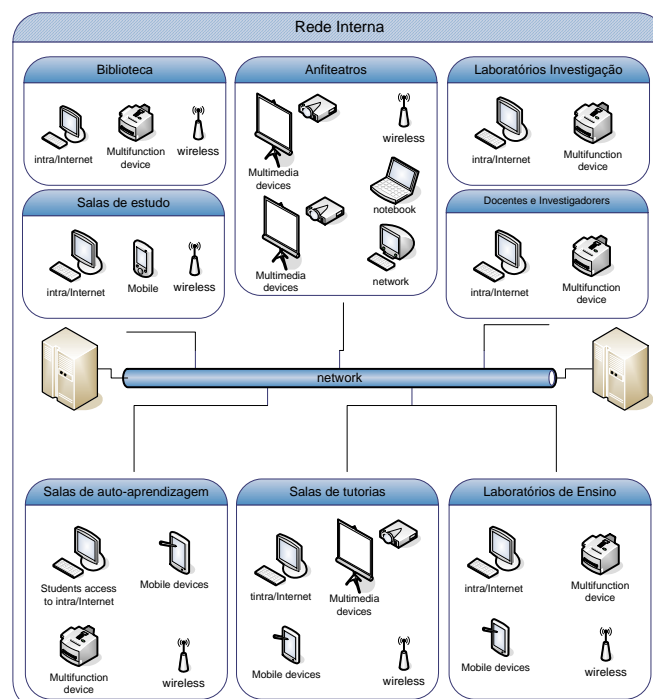 Rede Interna
Biblioteca
intra/Internet
Multifunction
device
wireless
Anfiteatros
Multimedia
devices
wireless
notebook
Multimedia
devices
network
Laboratórios Investigação
intra/Internet
Multifunction
device
Salas de estudo
intra/Internet
Mobile
wireless
Docentes e Investigadorers
intra/Internet
Multifunction
device
network
Salas de auto-aprendizagem
Students access
to intra/Internet
Mobile devices
Multifunction
device
wireless
Salas de tutorias
tintra/Internet
Multimedia
devices
Mobile devices
wireless
Laboratórios de Ensino
intra/Internet
Multifunction
device
Mobile devices
wireless